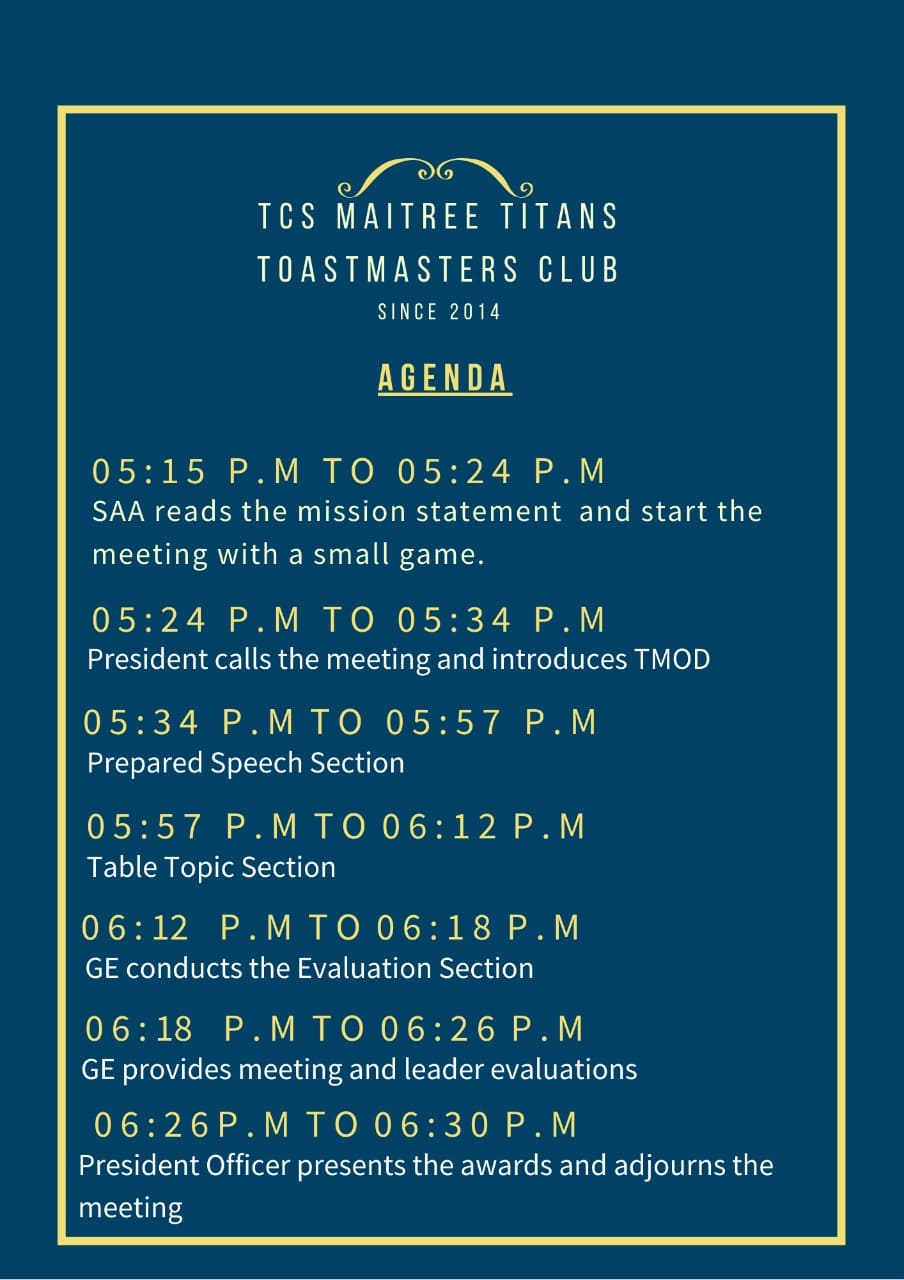 TCS MAITREE TITANS
TOASTMASTERS CLUB
SINCE 2014
AGENDA
05:15 P.M TO 05:24 P.M
SAA reads the mission statement and start the
meeting with a small game.
05:24 P.M TO 05:34 P.M
President calls the meeting and introduces TMOD
05:34 P.M TO 05:57 P.M
Prepared Speech Section
05:57 P.M TO 06:12 P.M
Table Topic Section
06:12 P.M TO 06:18 P.M
GE conducts the Evaluation Section
06:18 P.M TO 06:26 P.M
GE provides meeting and leader evaluations
06:26P.M TO 06:30 P.M
President Officer presents the awards and adjourns the
meeting